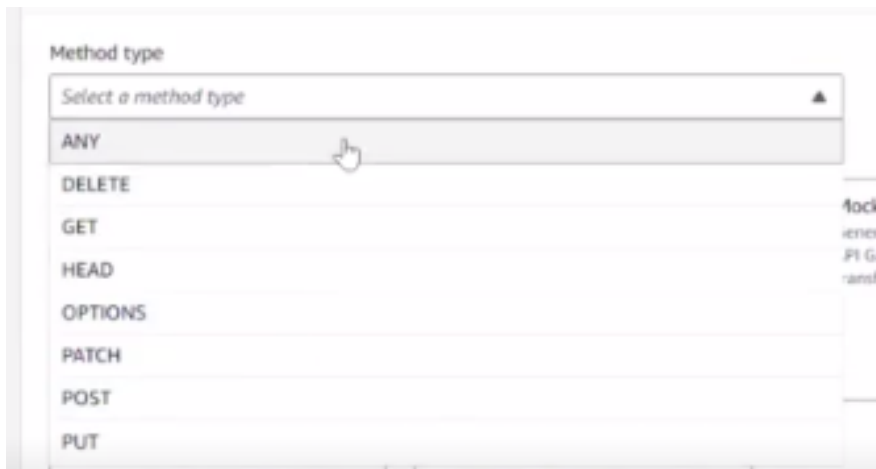 Method type
Select a method type
ANY
DELETE
GET
HEAD
OPTIONS
PATCH
POST
PUT